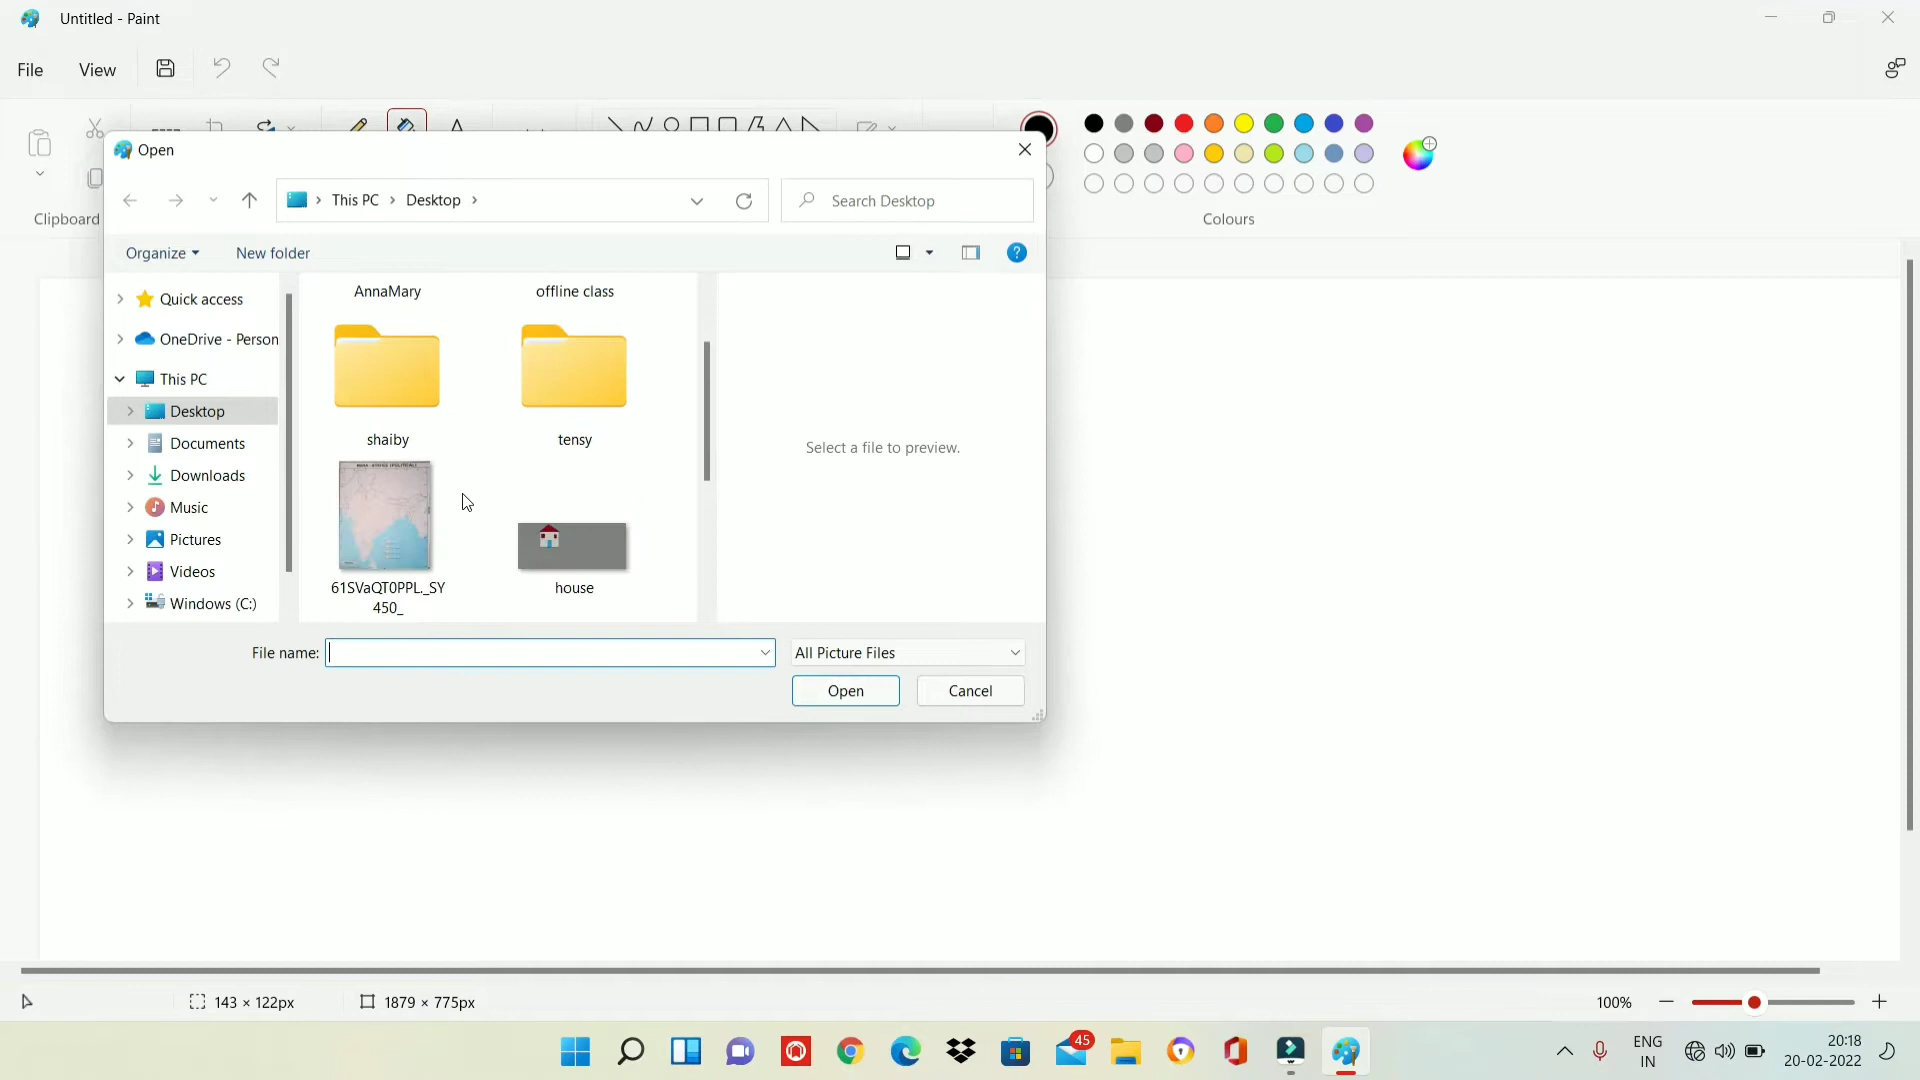 Untitled - Paint
File View
Clipboard
Colours
Open
This PC Desktop
Search Desktop
Organize New folder
Quick access
OneDrive - Person
This PC
Desktop
Documents
Downloads
Music
Pictures
Videos
Windows (C:)
AnnaMary offline class
shaiby tensy
61SVaQT0PPL._SY
450_
house
Select a file to preview.
File name:
All Picture Files
Open Cancel
143 × 122px 1879 × 775px
100%
45
ENG
IN
20:18
20-02-2022